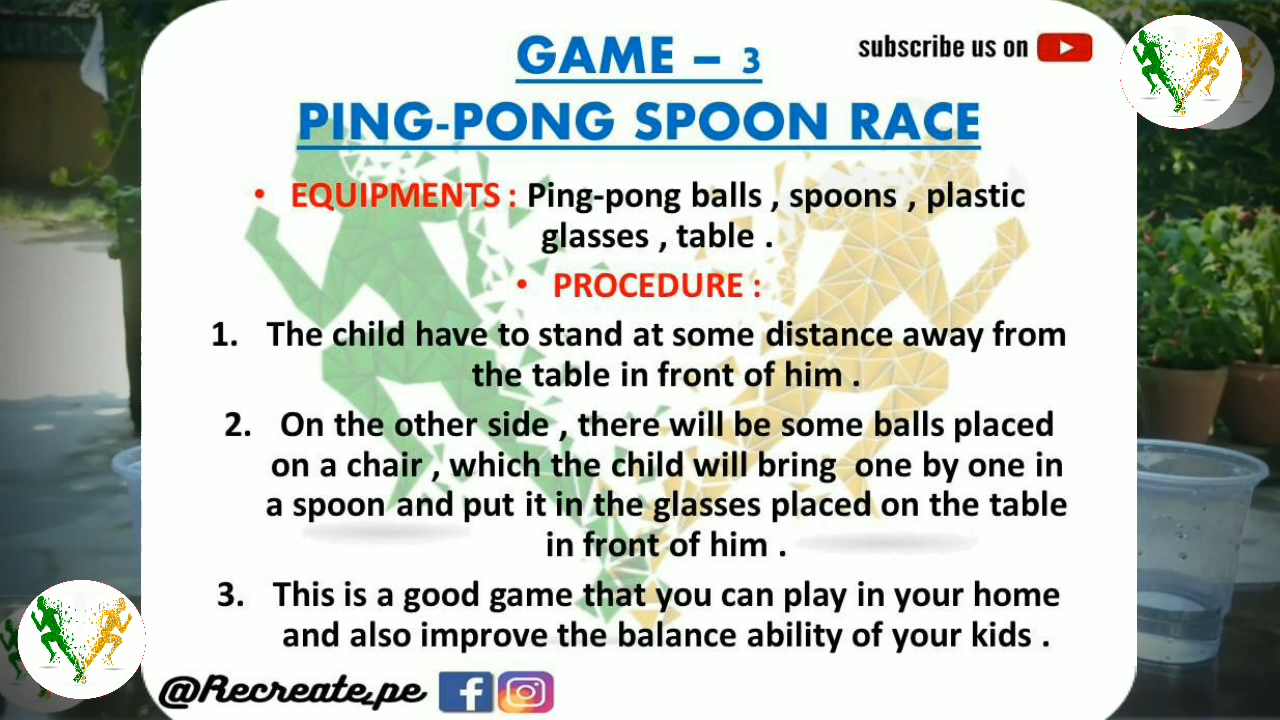 GAME – 3
subscribe us on
PING-PONG SPOON RACE
• EQUIPMENTS : Ping-pong balls , spoons , plastic
glasses , table .
• PROCEDURE :
1. The child have to stand at some distance away from
the table in front of him .
2. On the other side , there will be some balls placed
on a chair , which the child will bring one by one in
a spoon and put it in the glasses placed on the table
in front of him .
3. This is a good game that you can play in your home
and also improve the balance ability of your kids .
@Recreate.pe